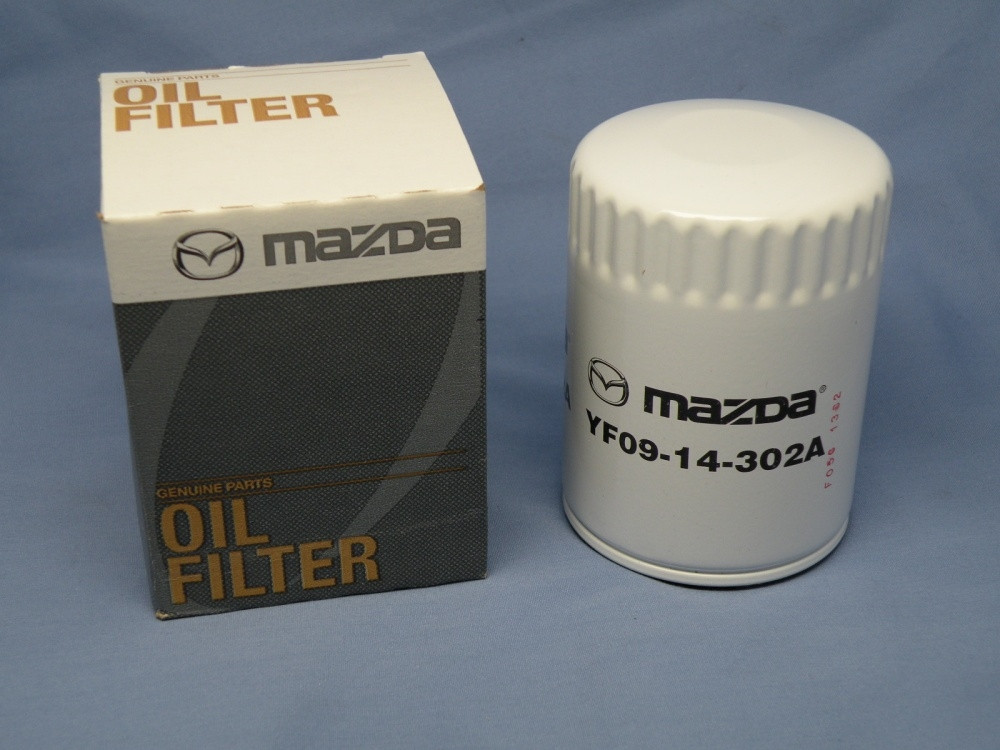 GENUINE PARTS
OIL
FILTER
mazda
GENUINE PARTS
OIL
FILTER
mazda®
YF09-14-302A